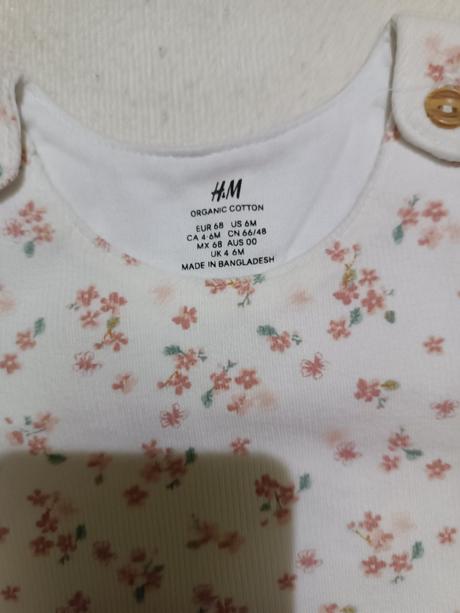 H&M
ORGANIC COTTON
EUR 68 US 6M
CA 4-6M CN 66/48
MX 68 AUS 00
UK 4-6M
MADE IN BANGLADESH